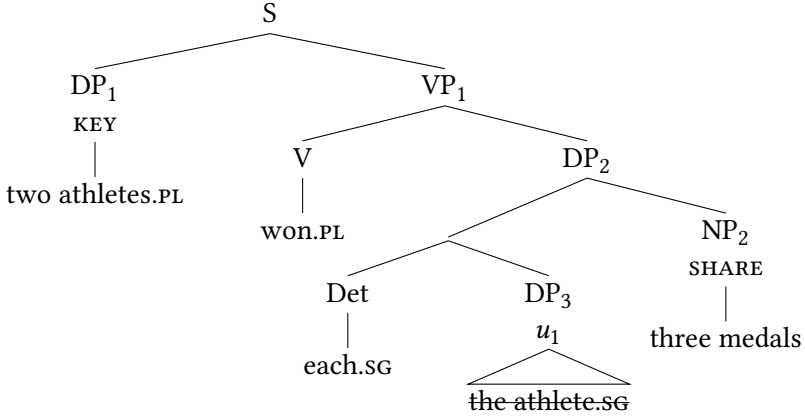 S
DP₁ VP₁
KEY
V DP₂
two athletes.PL
won.PL
NP₂
SHARE
Det DP₃
u₁
three medals
each.SG
the athlete.SG